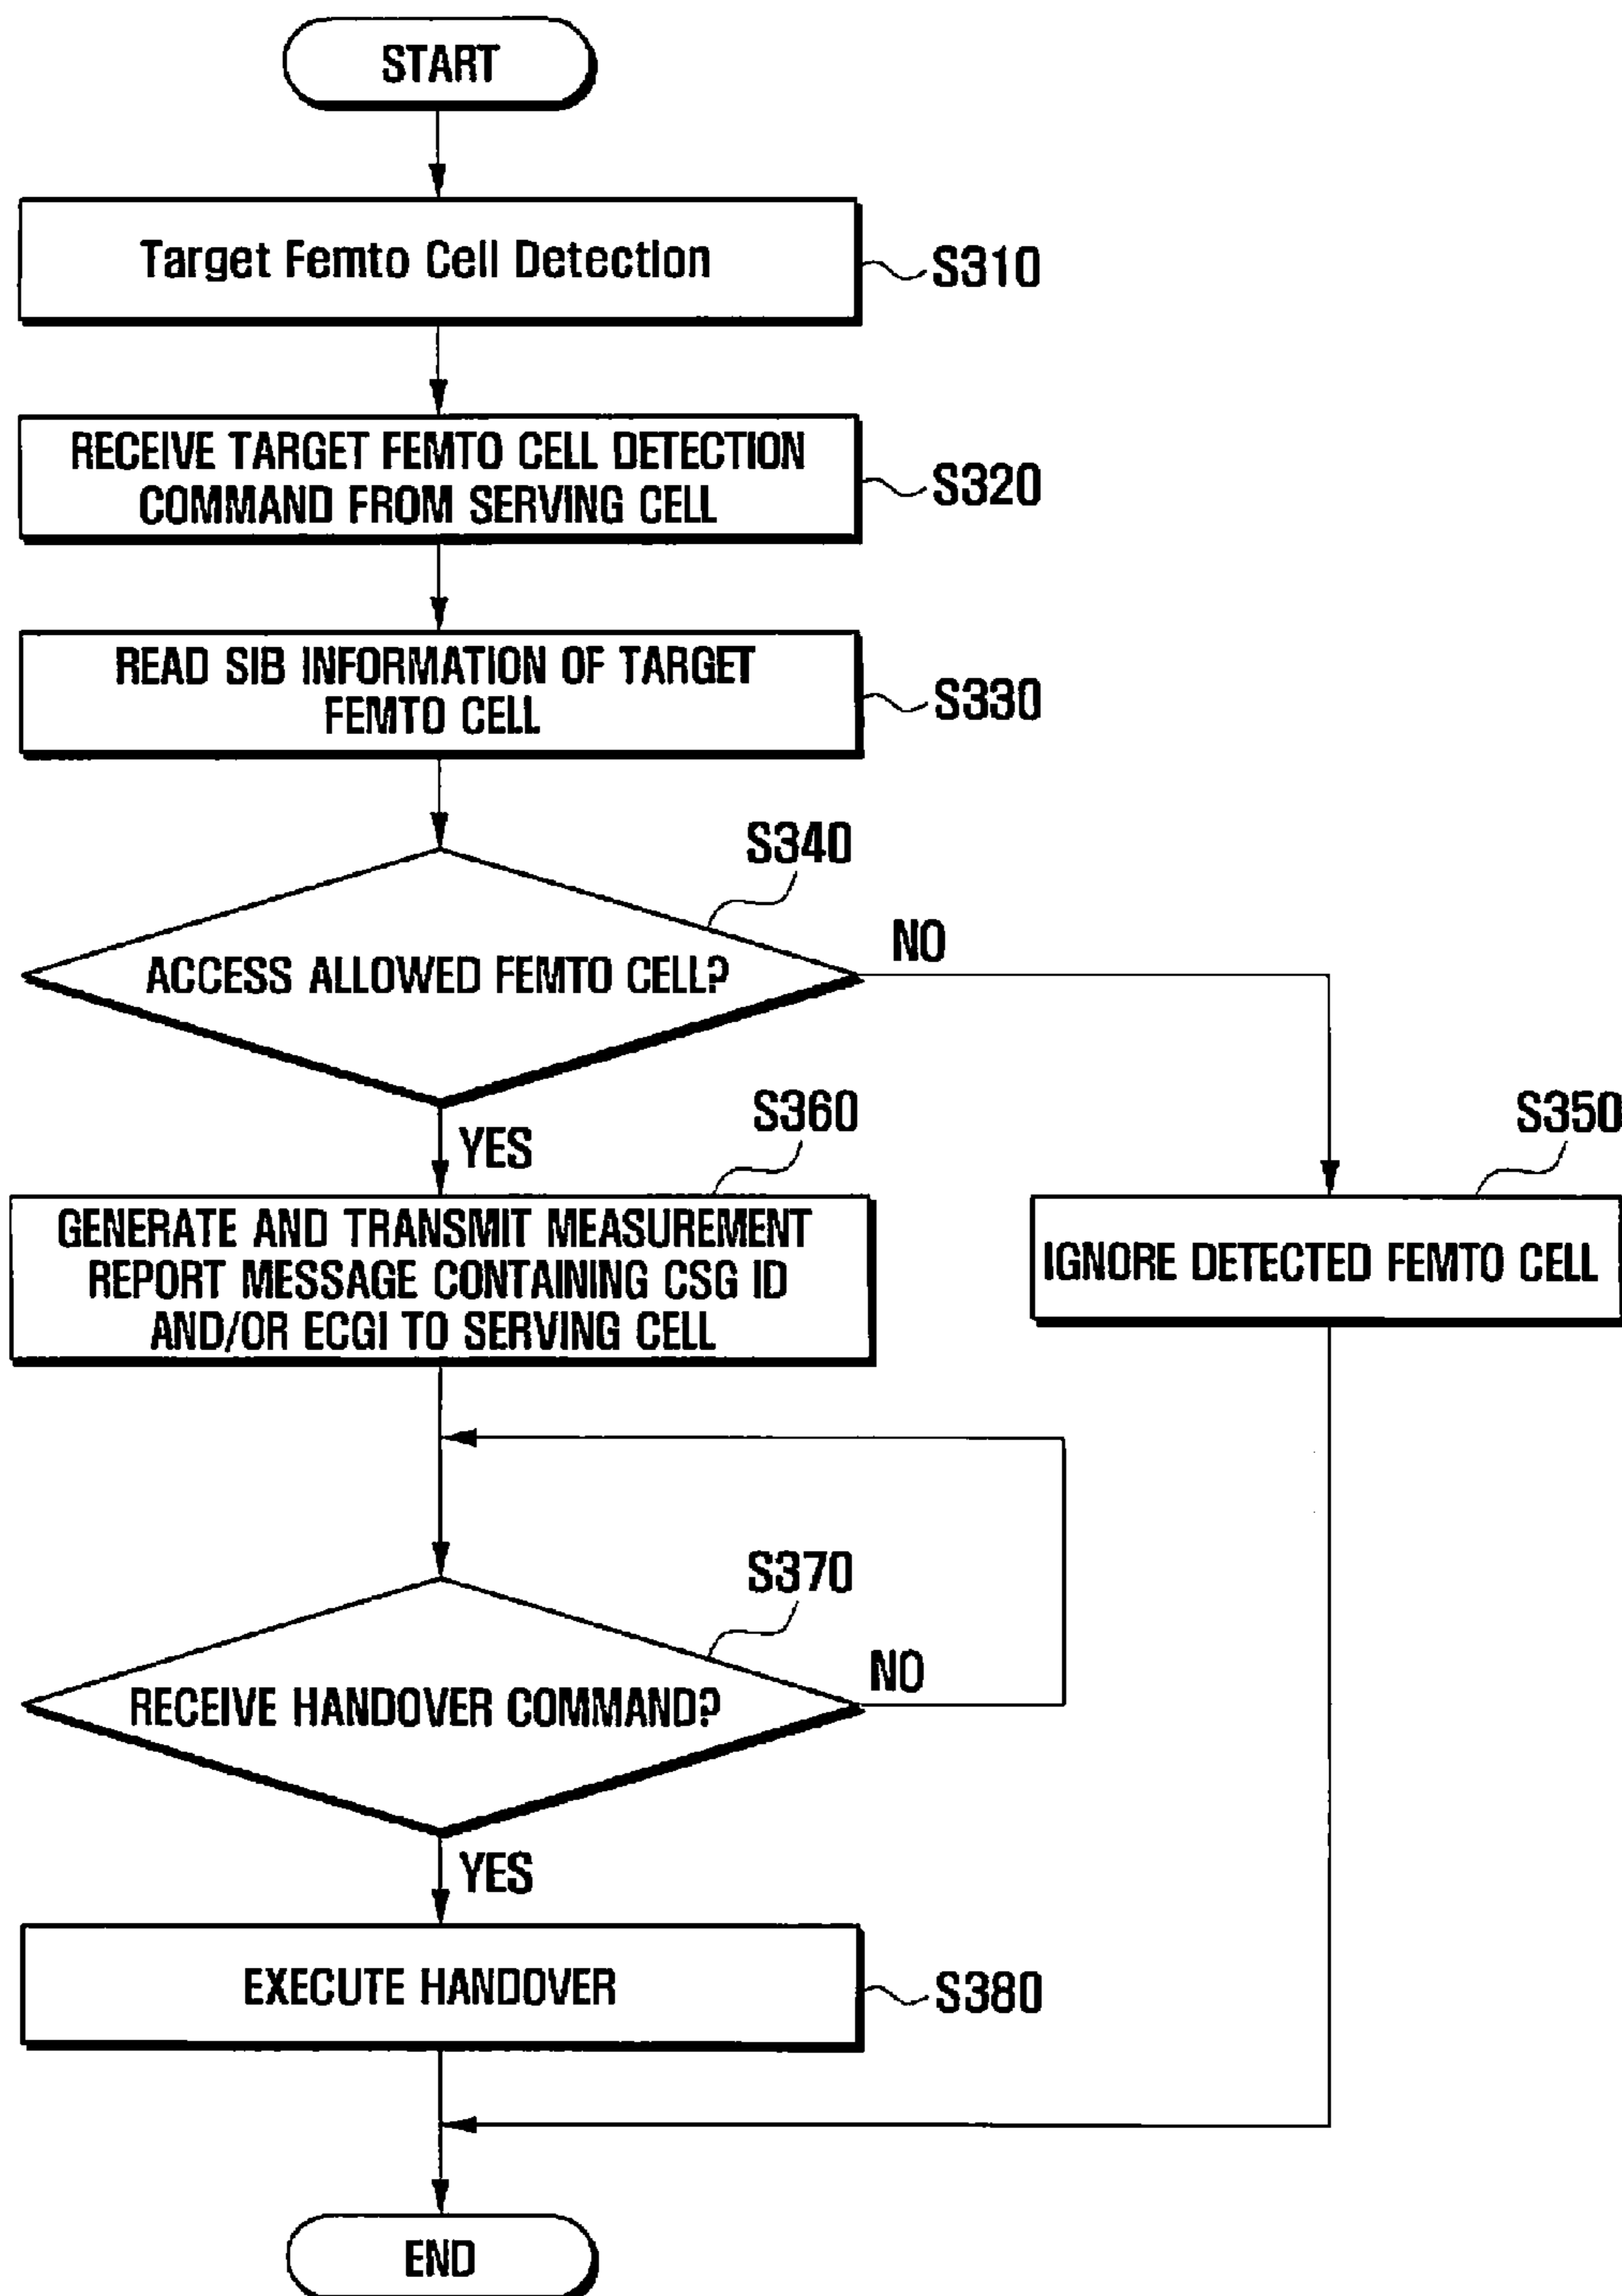 START
Target Femto Cell Detection
S310
RECEIVE TARGET FEMTO CELL DETECTION
COMMAND FROM SERVING CELL
S320
READ SIB INFORMATION OF TARGET
FEMTO CELL
S330
S340
ACCESS ALLOWED FEMTO CELL?
NO
YES
S360
GENERATE AND TRANSMIT MEASUREMENT
REPORT MESSAGE CONTAINING CSG ID
AND/OR ECGI TO SERVING CELL
S350
IGNORE DETECTED FEMTO CELL
S370
RECEIVE HANDOVER COMMAND?
NO
YES
EXECUTE HANDOVER
S380
END